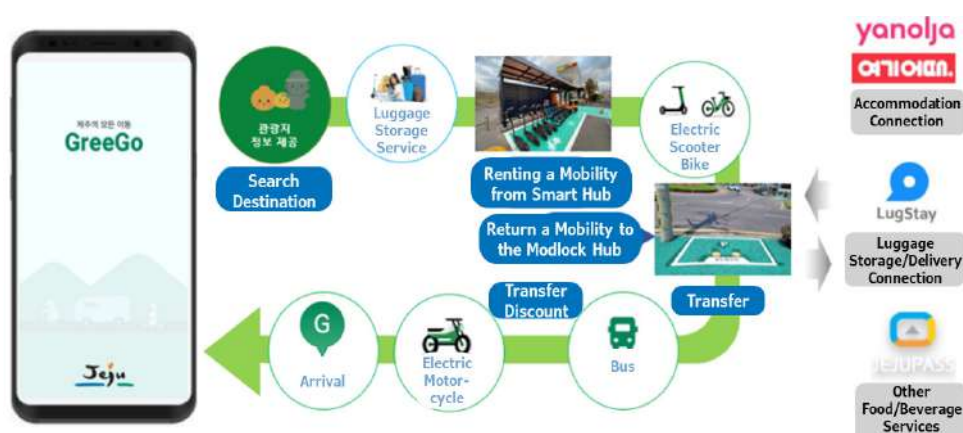 제주의 모든 이동
GreeGo
Jeju
관광지
정보 제공
Search
Destination
Luggage
Storage
Service
Renting a Mobility
from Smart Hub
Electric
Scooter
Bike
Return a Mobility to
the Modlock Hub
Transfer
Transfer
Discount
Bus
Electric
Motor-
cycle
G
Arrival
yanolja
여기어때.
Accommodation
Connection
LugStay
Luggage
Storage/Delivery
Connection
JEJUPASS
Other
Food/Beverage
Services